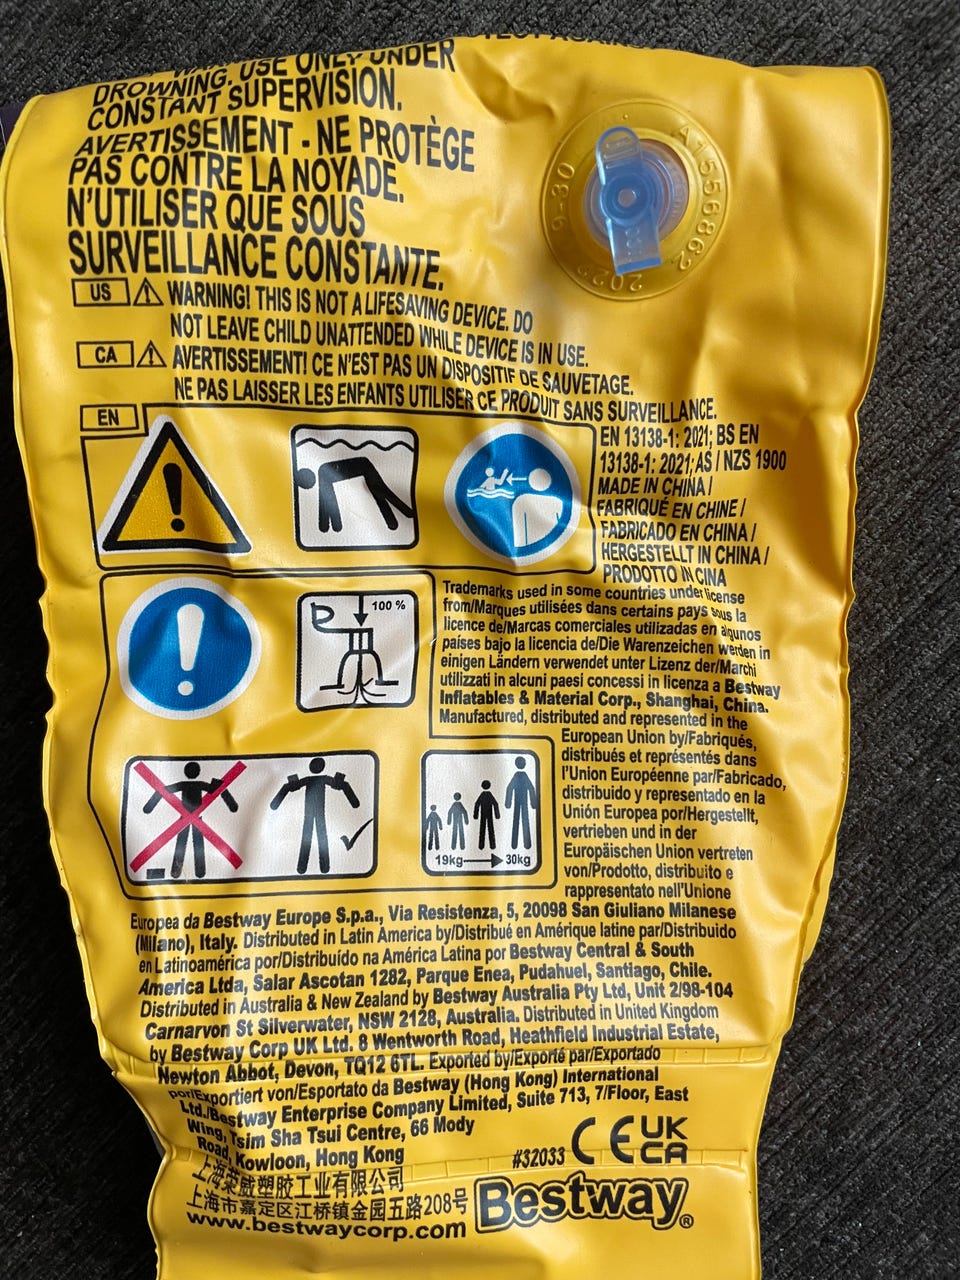 DROWNING. USE ONLY UNDER
CONSTANT SUPERVISION.
AVERTISSEMENT - NE PROTÈGE
PAS CONTRE LA NOYADE.
N'UTILISER QUE SOUS
SURVEILLANCE CONSTANTE.
US WARNING! THIS IS NOT A LIFESAVING DEVICE. DO
NOT LEAVE CHILD UNATTENDED WHILE DEVICE IS IN USE.
CA AVERTISSEMENT! CE N'EST PAS UN DISPOSITIF DE SAUVETAGE.
NE PAS LAISSER LES ENFANTS UTILISER CE PRODUIT SANS SURVEILLANCE.
EN
EN 13138-1: 2021; BS EN
13138-1: 2021; AS / NZS 1900
MADE IN CHINA /
FABRIQUÉ EN CHINE /
FABRICADO EN CHINA /
HERGESTELLT IN CHINA /
PRODOTTO IN CINA
100 %
Trademarks used in some countries under license
from/Marques utilisées dans certains pays sous la
licence de/Marcas comerciales utilizadas en algunos
países bajo la licencia de/Die Warenzeichen werden in
einigen Ländern verwendet unter Lizenz der/Marchi
utilizzati in alcuni paesi concessi in licenza a Bestway
Inflatables & Material Corp., Shanghai, China.
Manufactured, distributed and represented in the
European Union by/Fabriqués,
distribués et représentés dans
l'Union Européenne par/Fabricado,
distribuido y representado en la
Unión Europea por/Hergestellt,
vertrieben und in der
Europäischen Union vertreten
von/Prodotto, distribuito e
rappresentato nell'Unione
19kg 30kg
Europea da Bestway Europe S.p.a., Via Resistenza, 5, 20098 San Giuliano Milanese
(Milano), Italy. Distributed in Latin America by/Distribué en Amérique latine par/Distribuido
en Latinoamérica por/Distribuído na América Latina por Bestway Central & South
America Ltda, Salar Ascotan 1282, Parque Enea, Pudahuel, Santiago, Chile.
Distributed in Australia & New Zealand by Bestway Australia Pty Ltd, Unit 2/98-104
Carnarvon St Silverwater, NSW 2128, Australia. Distributed in United Kingdom
by Bestway Corp UK Ltd. 8 Wentworth Road, Heathfield Industrial Estate,
Newton Abbot, Devon, TQ12 6TL. Exported by/Exporté par/Exportado
por/Exportiert von/Esportato da Bestway (Hong Kong) International
Ltd./Bestway Enterprise Company Limited, Suite 713, 7/Floor, East
Wing, Tsim Sha Tsui Centre, 66 Mody
Road, Kowloon, Hong Kong
#32033 CE UK
CA
上海荣威塑胶工业有限公司
上海市嘉定区江桥镇金园五路208号
www.bestwaycorp.com
Bestway®
A1556862
9-30